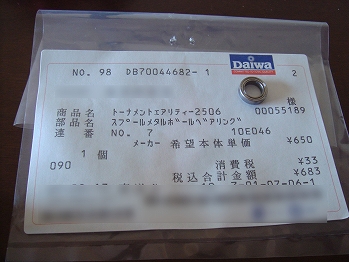 NO. 98 DB70044682-1 2
Daiwa
様
商品名 トーナメントエアリティー2506 00055189
部品名 スプールメタルボールベアリング
連番 NO. 7 10E046
メーカー希望本体単価 ¥650
1個
消費税 ¥33
090 税込合計金額 ¥683